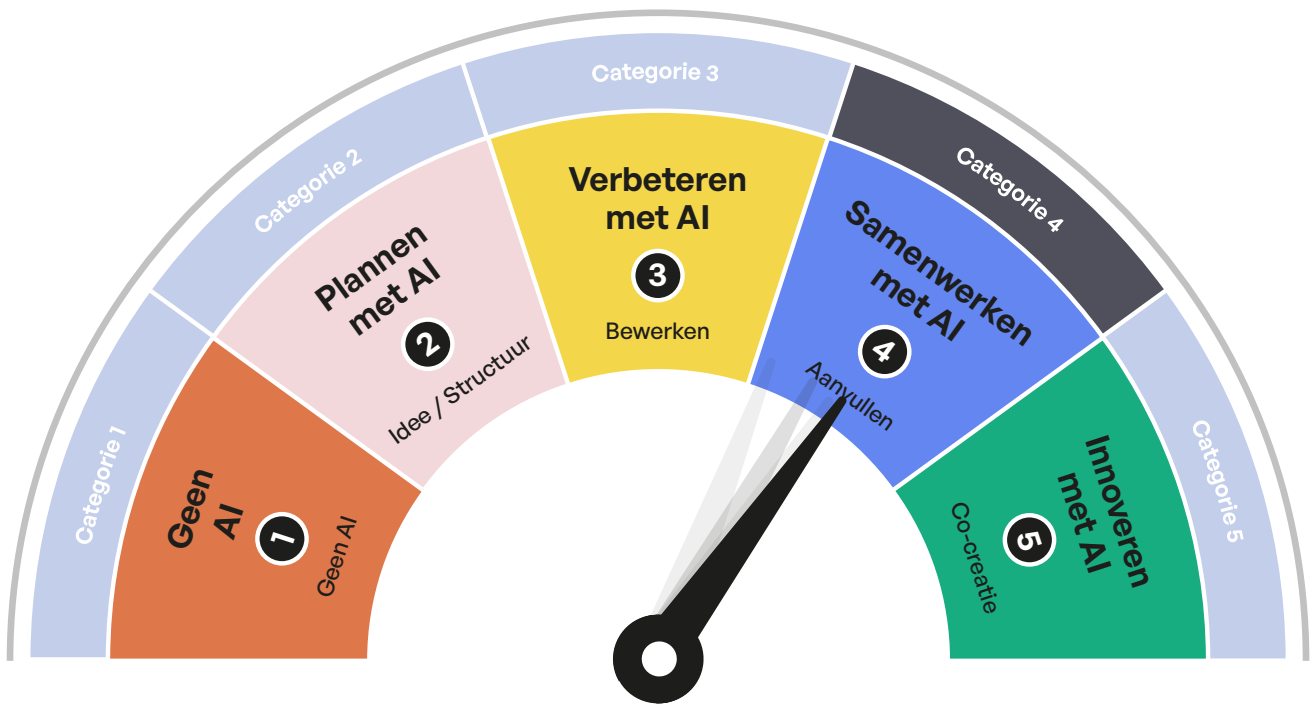 Categorie 1
Geen
AI
1
Geen AI
Categorie 2
Plannen
met AI
2
Idee / Structuur
Categorie 3
Verbeteren
met AI
3
Bewerken
Categorie 4
Samenwerken
met AI
4
Aanvullen
Categorie 5
Innoveren
met AI
5
Co-creatie